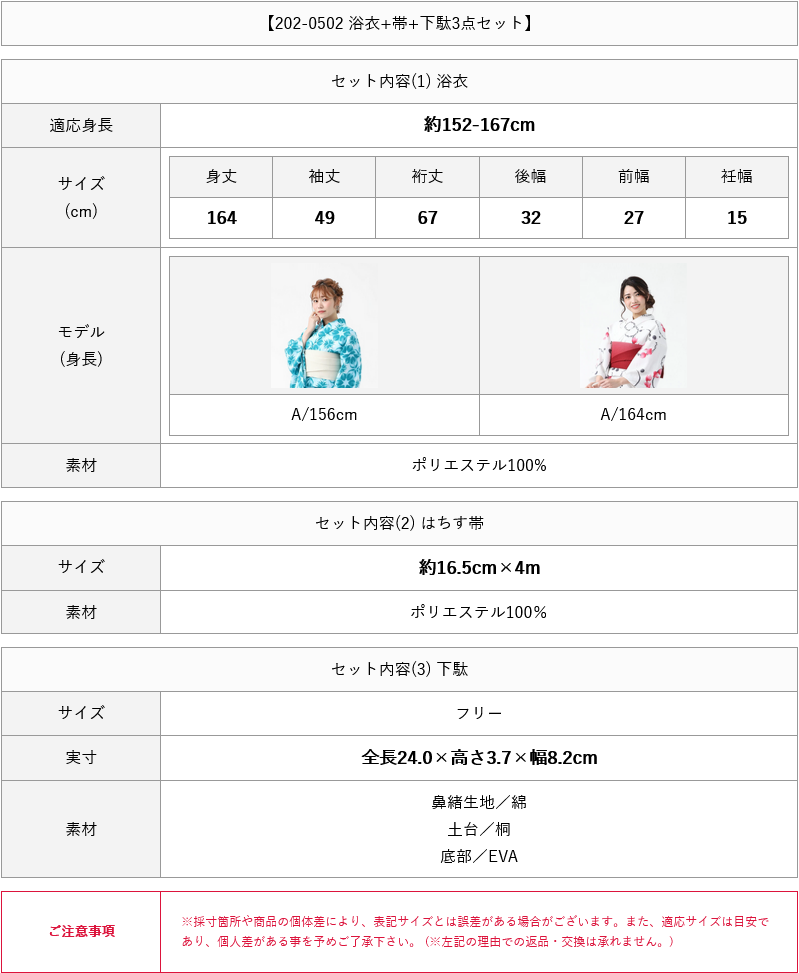 【202-0502 浴衣+帯+下駄3点セット】
セット内容(1) 浴衣
適応身長
約152-167cm
サイズ
(cm)
身丈 袖丈 裄丈 後幅 前幅 衽幅
164 49 67 32 27 15
モデル
(身長)
A/156cm A/164cm
素材
ポリエステル100%
セット内容(2) はちす帯
サイズ
約16.5cm×4m
素材
ポリエステル100%
セット内容(3) 下駄
サイズ
フリー
実寸
全長24.0×高さ3.7×幅8.2cm
素材
鼻緒生地／綿
土台／桐
底部／EVA
ご注意事項
※採寸箇所や商品の個体差により、表記サイズとは誤差がある場合がございます。また、適応サイズは目安で
あり、個人差がある事を予めご了承下さい。（※左記の理由での返品・交換は承れません。）